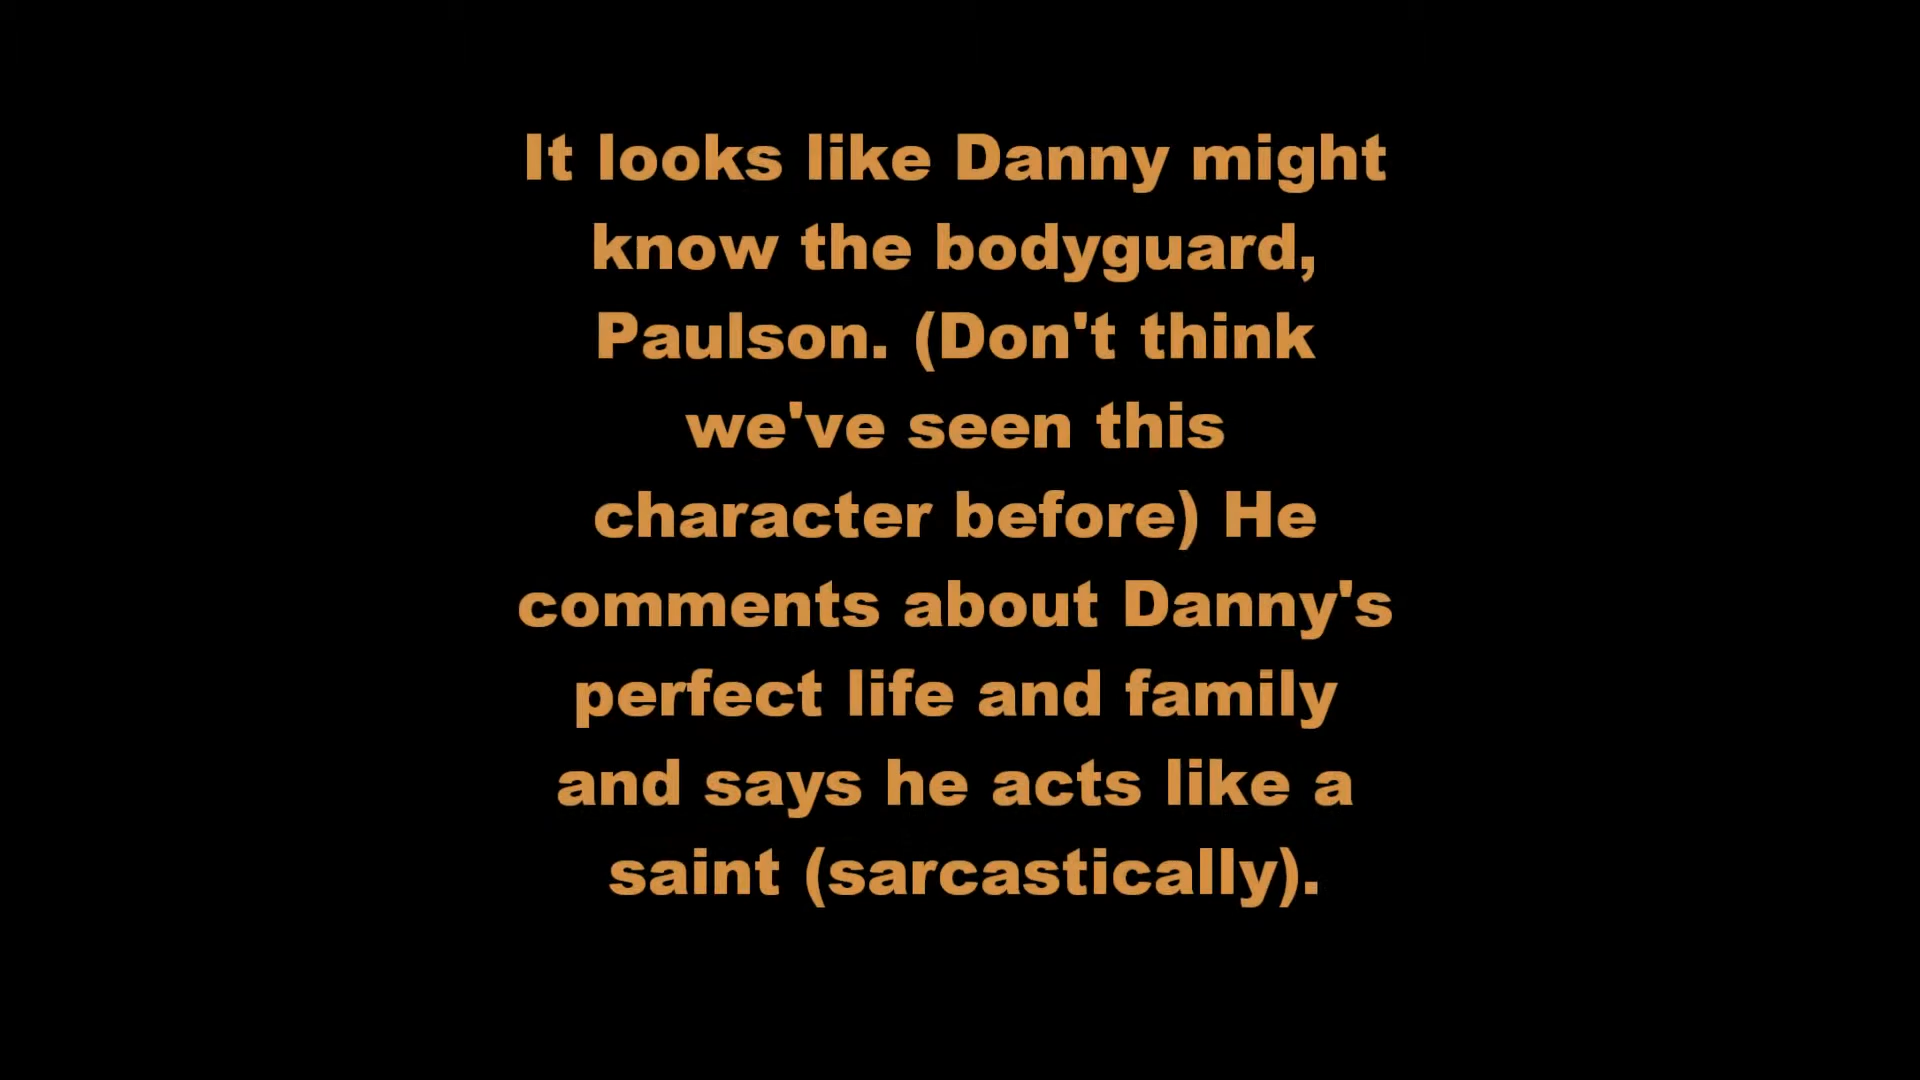 It looks like Danny might
know the bodyguard,
Paulson. (Don't think
we've seen this
character before) He
comments about Danny's
perfect life and family
and says he acts like a
saint (sarcastically).